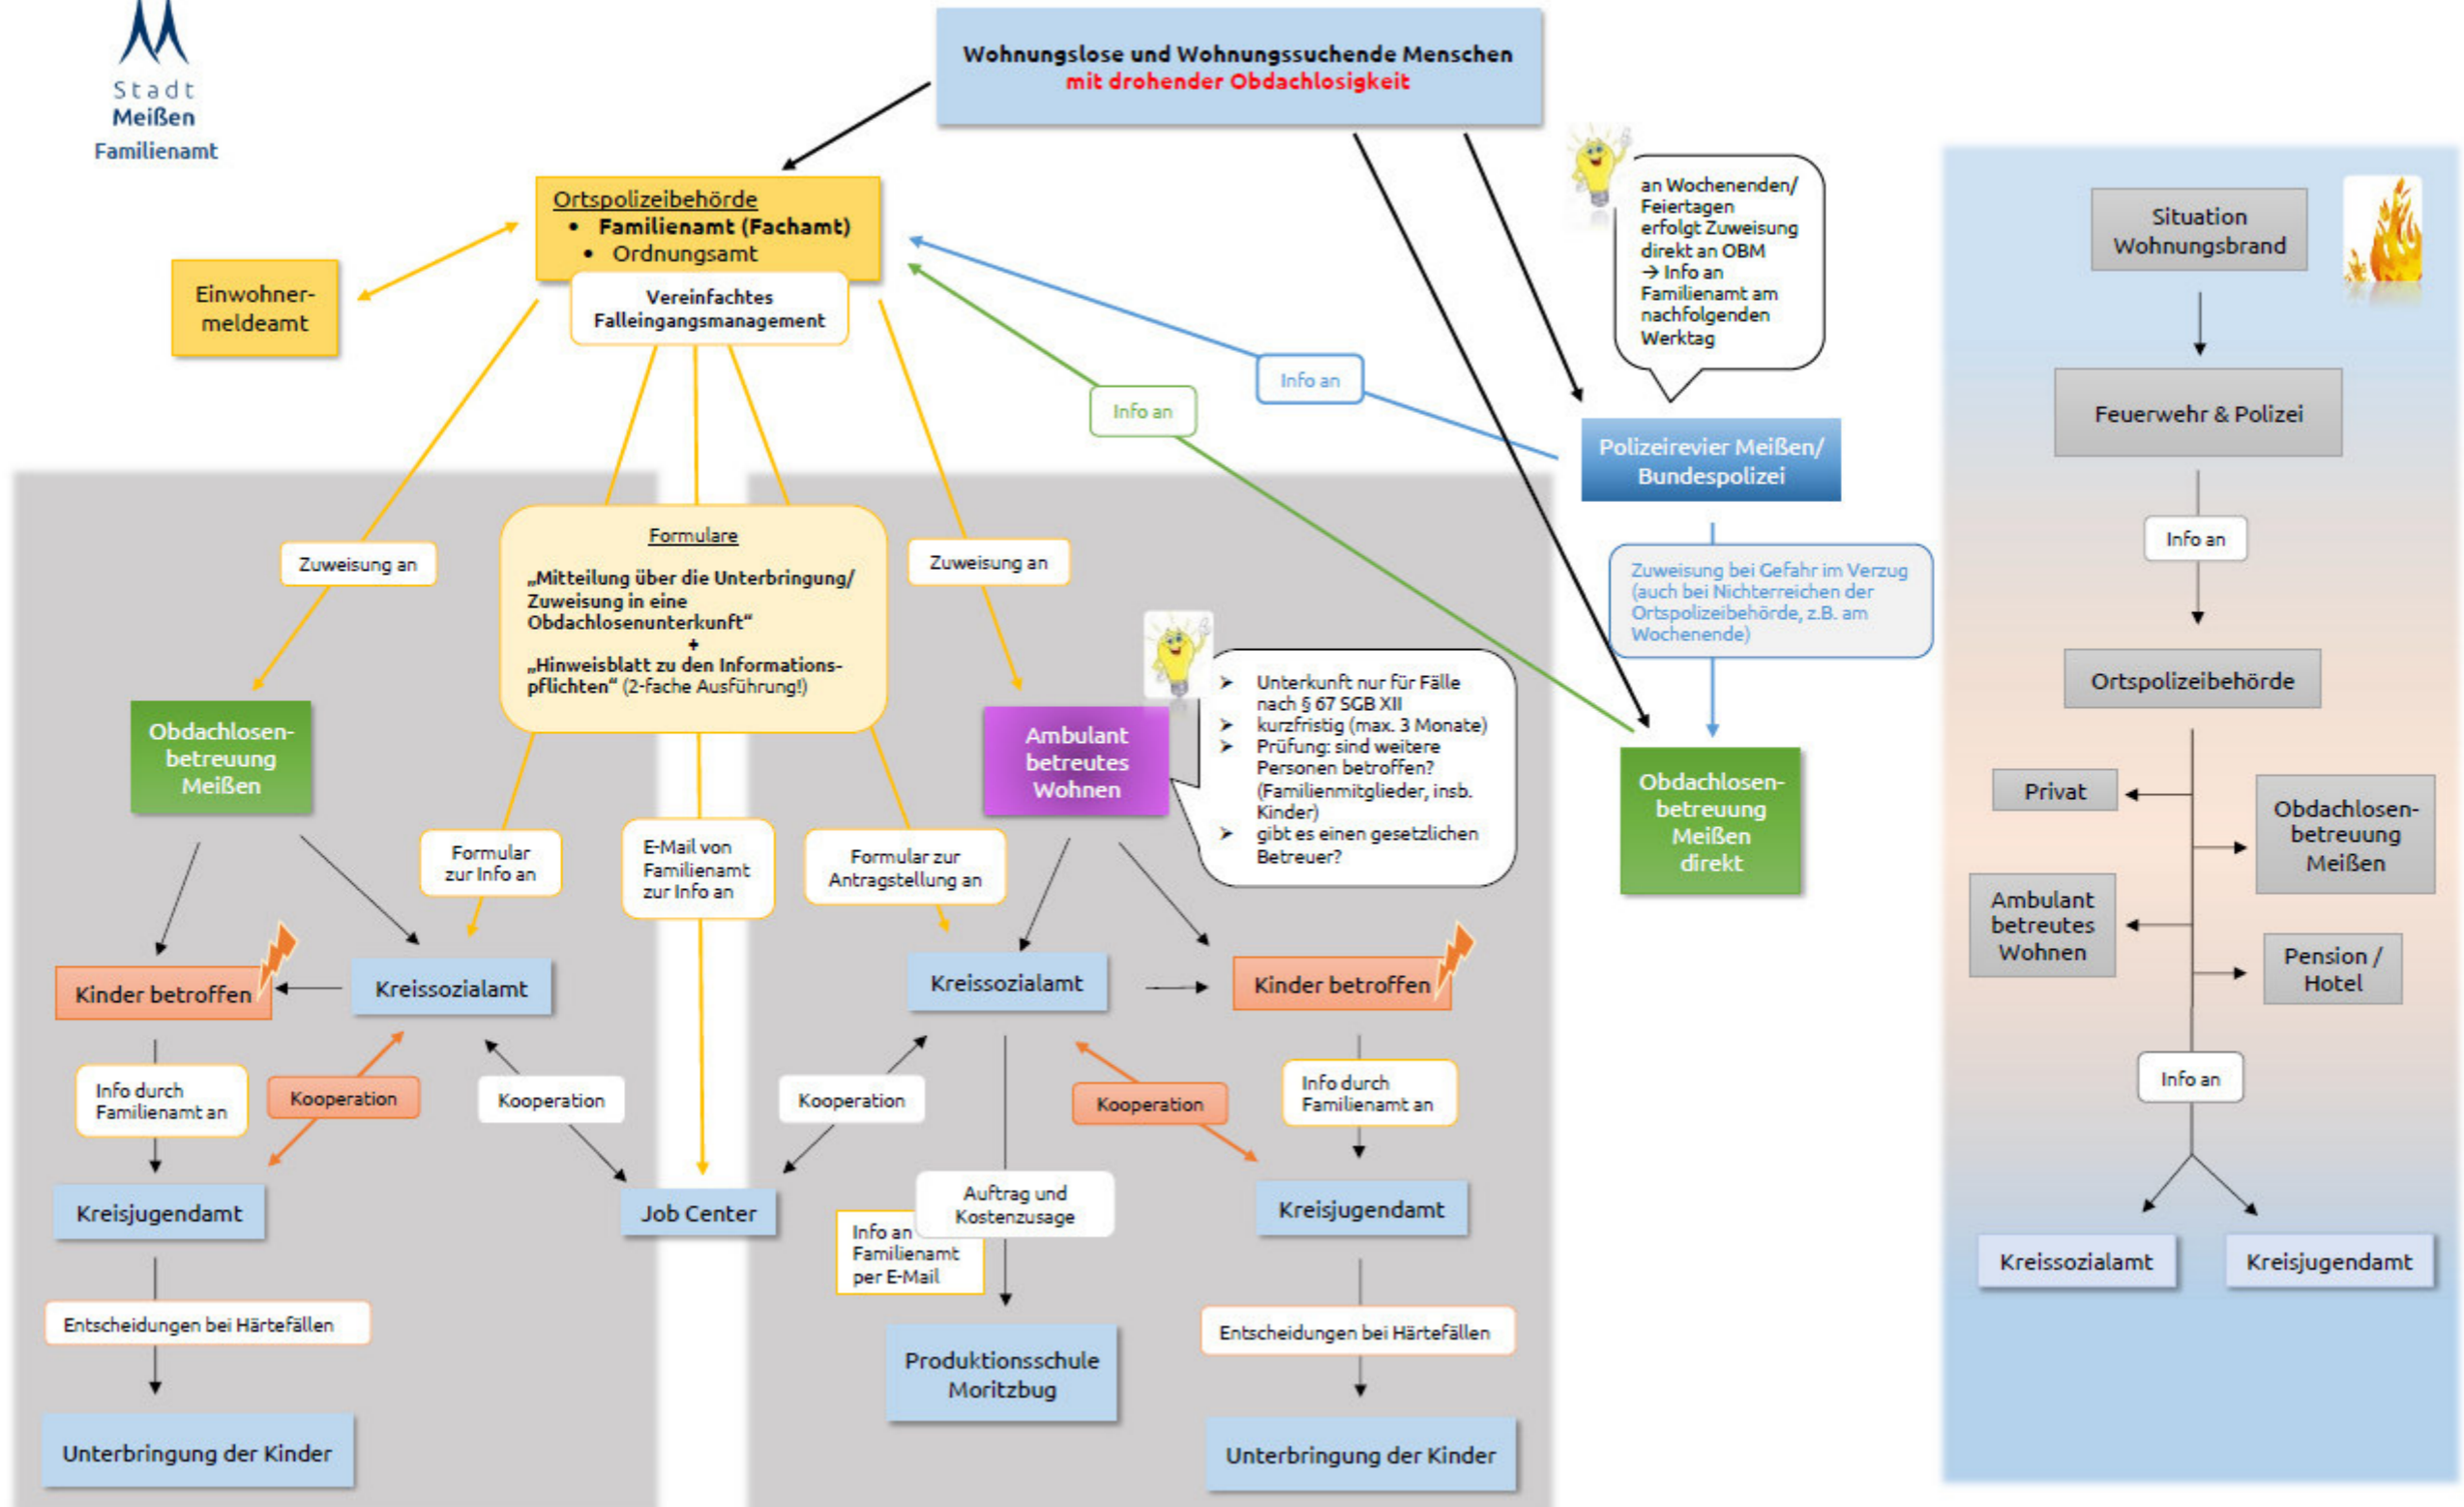 Stadt
Meißen
Familienamt
Wohnungslose und Wohnungssuchende Menschen
mit drohender Obdachlosigkeit
Ortspolizeibehörde
• Familienamt (Fachamt)
• Ordnungsamt
Vereinfachtes
Falleingangsmanagement
Einwohner-
meldeamt
an Wochenenden/
Feiertagen
erfolgt Zuweisung
direkt an OBM
→ Info an
Familienamt am
nachfolgenden
Werktag
Info an
Info an
Polizeirevier Meißen/
Bundespolizei
Zuweisung bei Gefahr im Verzug
(auch bei Nichterreichen der
Ortspolizeibehörde, z.B. am
Wochenende)
Obdachlosen-
betreuung
Meißen
direkt
Zuweisung an
Formulare
„Mitteilung über die Unterbringung/
Zuweisung in eine
Obdachlosenunterkunft“
+
„Hinweisblatt zu den Informations-
pflichten“ (2-fache Ausführung!)
Zuweisung an
Obdachlosen-
betreuung
Meißen
Ambulant
betreutes
Wohnen
➢ Unterkunft nur für Fälle
nach § 67 SGB XII
➢ kurzfristig (max. 3 Monate)
➢ Prüfung: sind weitere
Personen betroffen?
(Familienmitglieder, insb.
Kinder)
➢ gibt es einen gesetzlichen
Betreuer?
Formular
zur Info an
E-Mail von
Familienamt
zur Info an
Formular zur
Antragstellung an
Kinder betroffen
Kreissozialamt
Kreissozialamt
Kinder betroffen
Info durch
Familienamt an
Kooperation
Kooperation
Kooperation
Kooperation
Info durch
Familienamt an
Kreisjugendamt
Job Center
Auftrag und
Kostenzusage
Info an
Familienamt
per E-Mail
Kreisjugendamt
Entscheidungen bei Härtefällen
Produktionsschule
Moritzbug
Entscheidungen bei Härtefällen
Unterbringung der Kinder
Unterbringung der Kinder
Situation
Wohnungsbrand
Feuerwehr & Polizei
Info an
Ortspolizeibehörde
Privat
Obdachlosen-
betreuung
Meißen
Ambulant
betreutes
Wohnen
Pension /
Hotel
Info an
Kreissozialamt
Kreisjugendamt